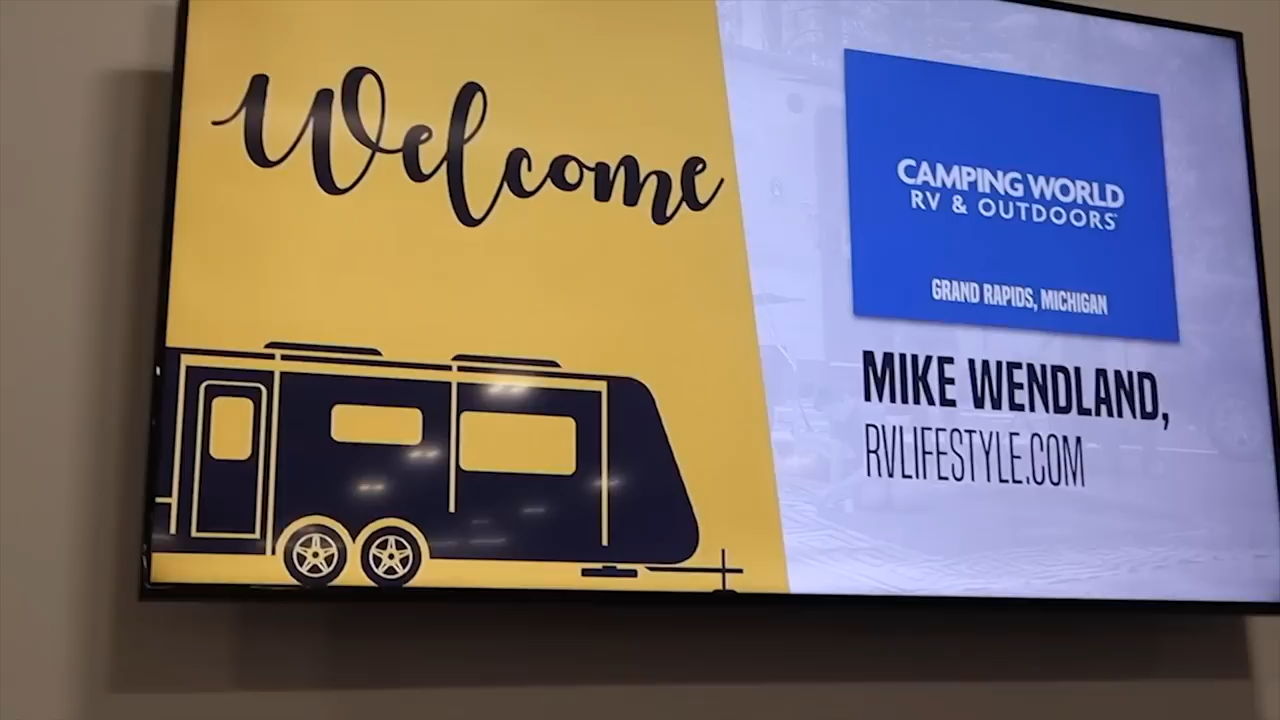 Welcome
CAMPING WORLD
RV & OUTDOORS
GRAND RAPIDS, MICHIGAN
MIKE WENDLAND,
RVLIFESTYLE.COM